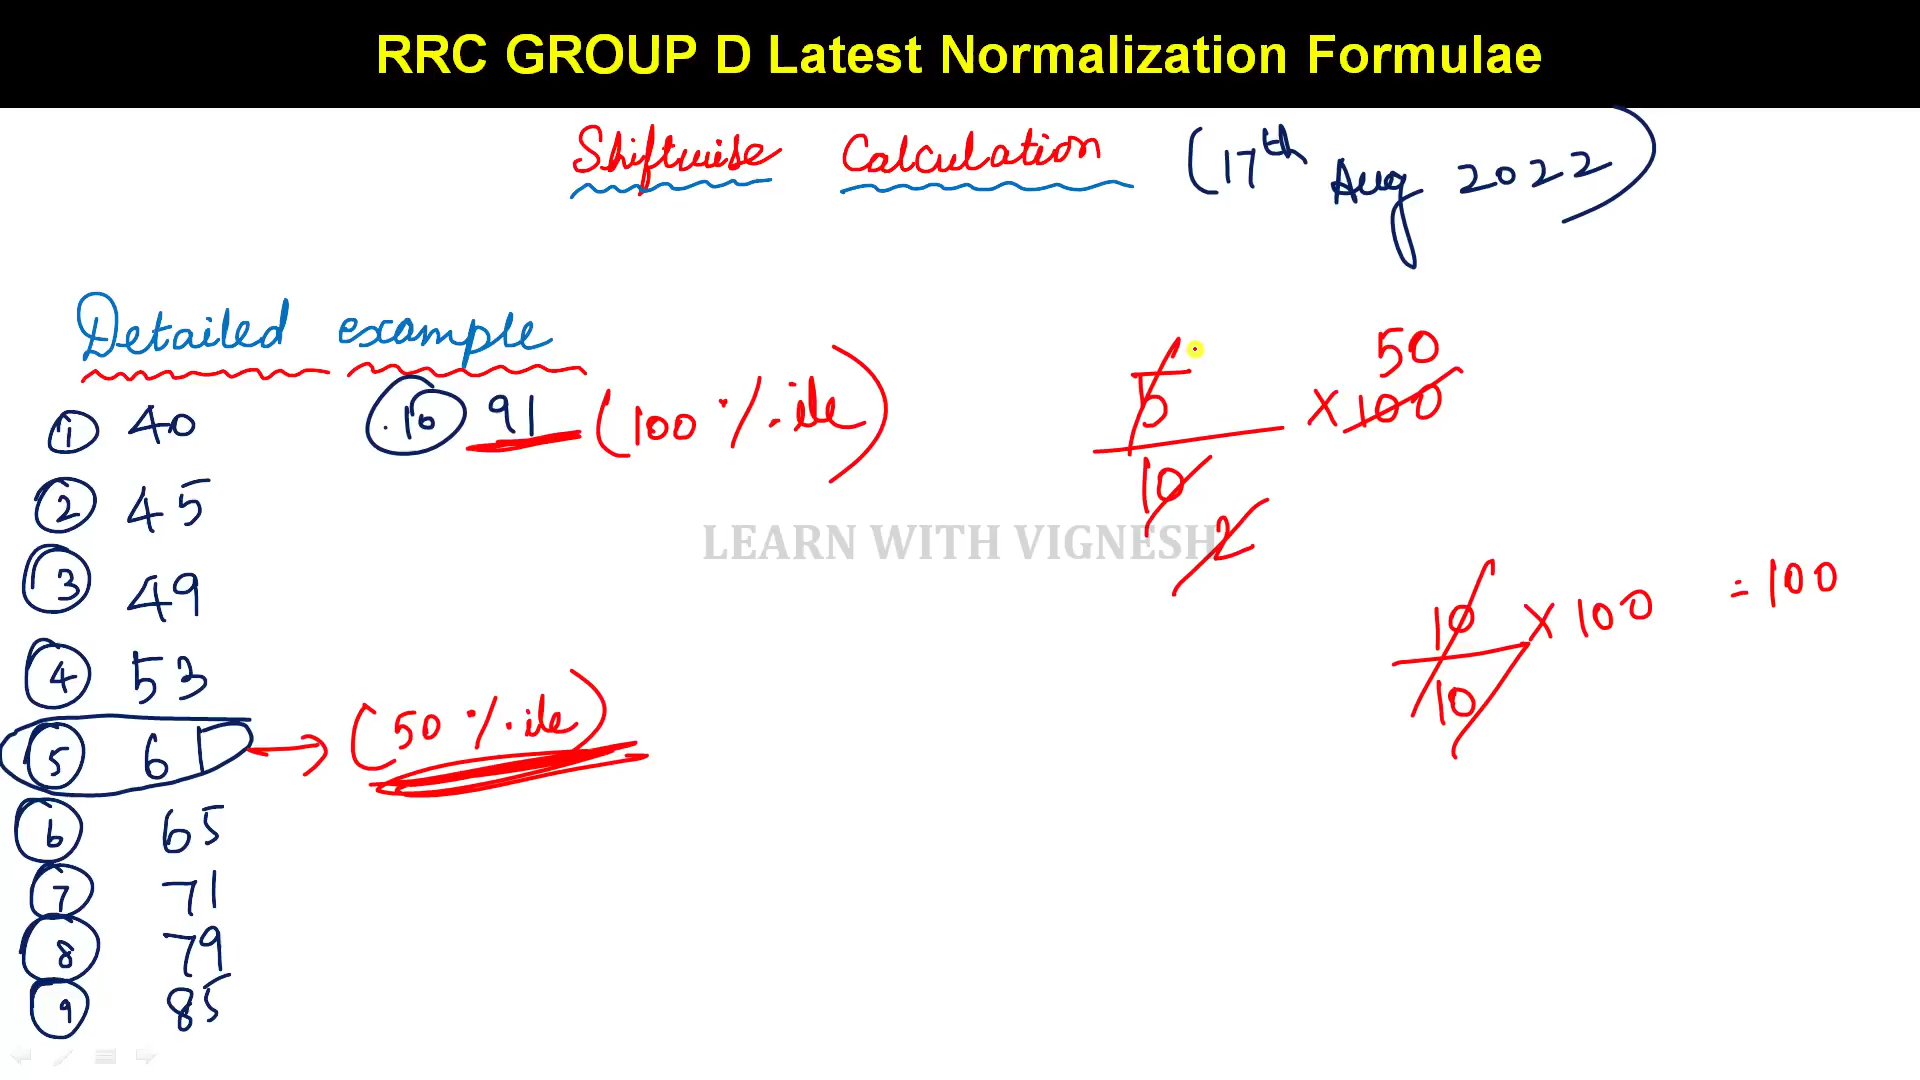 RRC GROUP D Latest Normalization Formulae
Shiftwise Calculation (17th Aug 2022)
Detailed example
1 40
2 45
3 49
4 53
5 61 → (50 %.ile)
6 65
7 71
8 79
9 85
.10 91 (100 %.ile)
50
5
× 100
10
2
LEARN WITH VIGNESH
10
× 100 = 100
10